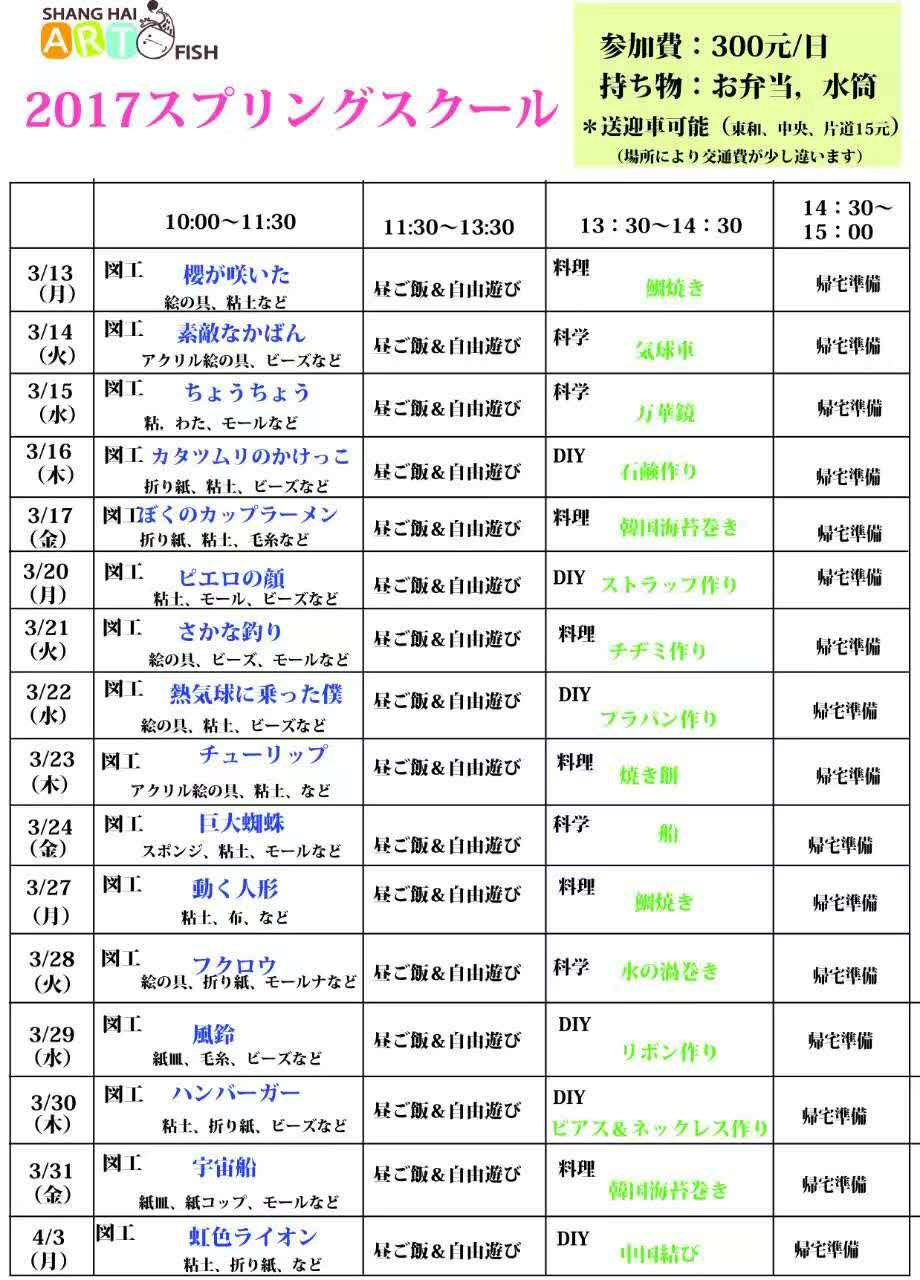 SHANG HAI
ART FISH
2017スプリングスクール
参加費：300元/日
持ち物：お弁当，水筒
＊送迎車可能（東和、中央、片道15元）
（場所により交通費が少し違います）
10:00〜11:30
11:30〜13:30
13：30〜14：30
14：30〜
15：00
3/13
（月）
図工 櫻が咲いた
絵の具、粘土など
昼ご飯＆自由遊び
料理
鯛焼き
帰宅準備
3/14
（火）
図工 素敵なかばん
アクリル絵の具、ビーズなど
昼ご飯＆自由遊び
科学
気球車
帰宅準備
3/15
（水）
図工 ちょうちょう
粘，わた、モールなど
昼ご飯＆自由遊び
科学
万華鏡
帰宅準備
3/16
（木）
図工 カタツムリのかけっこ
折り紙、粘土、ビーズなど
昼ご飯＆自由遊び
DIY
石鹸作り
帰宅準備
3/17
（金）
図工 ぼくのカップラーメン
折り紙、粘土、毛糸など
昼ご飯＆自由遊び
料理
韓国海苔巻き
帰宅準備
3/20
（月）
図工 ピエロの顔
粘土、モール、ビーズなど
昼ご飯＆自由遊び
DIY ストラップ作り
帰宅準備
3/21
（火）
図工 さかな釣り
絵の具、ビーズ、モールなど
昼ご飯＆自由遊び
料理
チヂミ作り
帰宅準備
3/22
（水）
図工 熱気球に乗った僕
絵の具、粘土、ビーズなど
昼ご飯＆自由遊び
DIY
プラバン作り
帰宅準備
3/23
（木）
図工 チューリップ
アクリル絵の具、粘土、など
昼ご飯＆自由遊び
料理
焼き餅
帰宅準備
3/24
（金）
図工 巨大蜘蛛
スポンジ、粘土、モールなど
昼ご飯＆自由遊び
科学
船
帰宅準備
3/27
（月）
図工 動く人形
粘土、布、など
昼ご飯＆自由遊び
料理
鯛焼き
帰宅準備
3/28
（火）
図工 フクロウ
絵の具、折り紙、モールナなど
昼ご飯＆自由遊び
科学 水の渦巻き
帰宅準備
3/29
（水）
図工 風鈴
紙皿、毛糸、ビーズなど
昼ご飯＆自由遊び
DIY
リボン作り
帰宅準備
3/30
（木）
図工 ハンバーガー
粘土、折り紙、ビーズなど
昼ご飯＆自由遊び
DIY
ピアス＆ネックレス作り
帰宅準備
3/31
（金）
図工 宇宙船
紙皿、紙コップ、モールなど
昼ご飯＆自由遊び
料理
韓国海苔巻き
帰宅準備
4/3
（月）
図工 虹色ライオン
粘土、折り紙、など
昼ご飯＆自由遊び
DIY
中国結び
帰宅準備